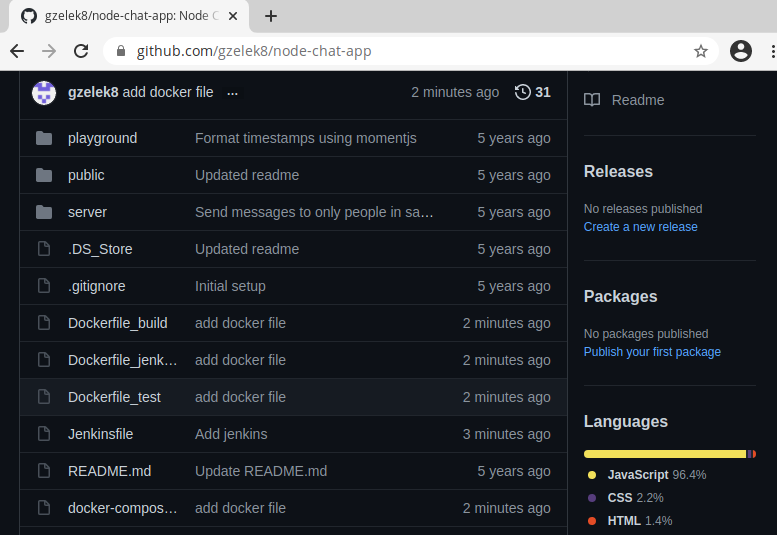 gzelek8/node-chat-app: Node C
github.com/gzelek8/node-chat-app
gzelek8 add docker file ... 2 minutes ago 31
playground Format timestamps using momentjs 5 years ago
public Updated readme 5 years ago
server Send messages to only people in sa... 5 years ago
.DS_Store Updated readme 5 years ago
.gitignore Initial setup 5 years ago
Dockerfile_build add docker file 2 minutes ago
Dockerfile_jenk... add docker file 2 minutes ago
Dockerfile_test add docker file 2 minutes ago
Jenkinsfile Add jenkins 3 minutes ago
README.md Update README.md 5 years ago
docker-compos... add docker file 2 minutes ago
Readme
Releases
No releases published
Create a new release
Packages
No packages published
Publish your first package
Languages
JavaScript 96.4%
CSS 2.2%
HTML 1.4%